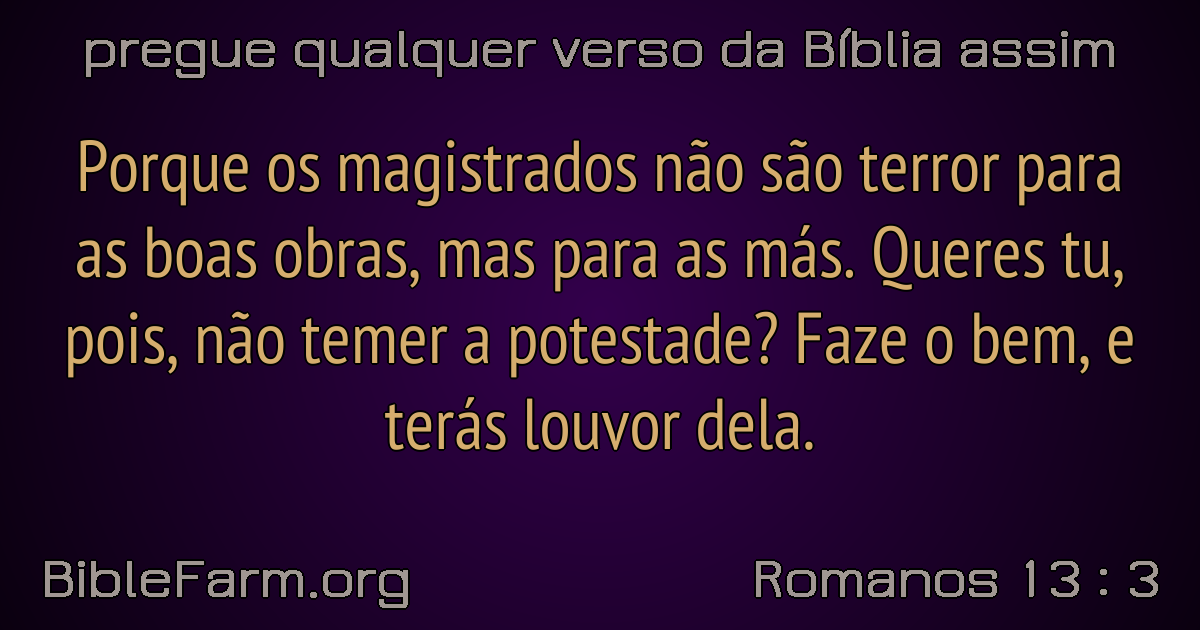 pregue qualquer verso da Bíblia assim
Porque os magistrados não são terror para
as boas obras, mas para as más. Queres tu,
pois, não temer a potestade? Faze o bem, e
terás louvor dela.
BibleFarm.org
Romanos 13 : 3